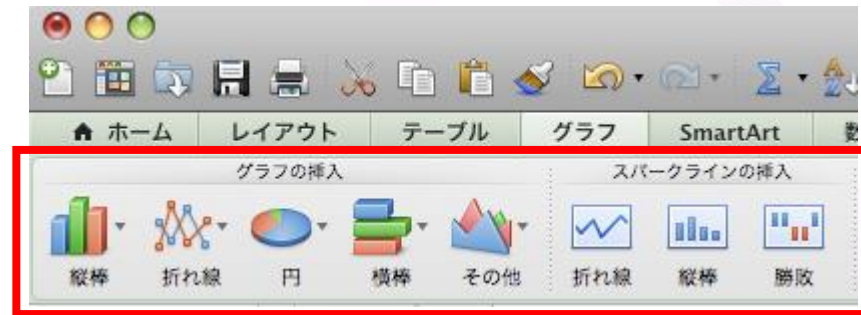 ホーム レイアウト テーブル グラフ SmartArt 数
グラフの挿入 スパークラインの挿入
縦棒 折れ線 円 横棒 その他 折れ線 縦棒 勝敗